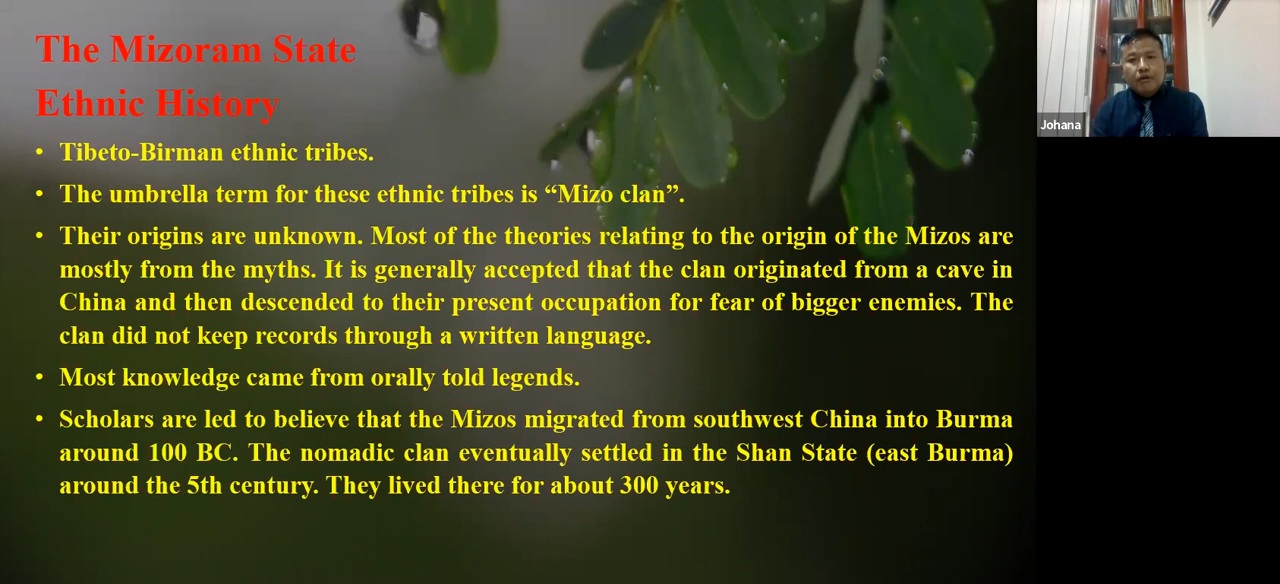 The Mizoram State
Ethnic History
• Tibeto-Birman ethnic tribes.
• The umbrella term for these ethnic tribes is “Mizo clan”.
• Their origins are unknown. Most of the theories relating to the origin of the Mizos are
mostly from the myths. It is generally accepted that the clan originated from a cave in
China and then descended to their present occupation for fear of bigger enemies. The
clan did not keep records through a written language.
• Most knowledge came from orally told legends.
• Scholars are led to believe that the Mizos migrated from southwest China into Burma
around 100 BC. The nomadic clan eventually settled in the Shan State (east Burma)
around the 5th century. They lived there for about 300 years.
Johana